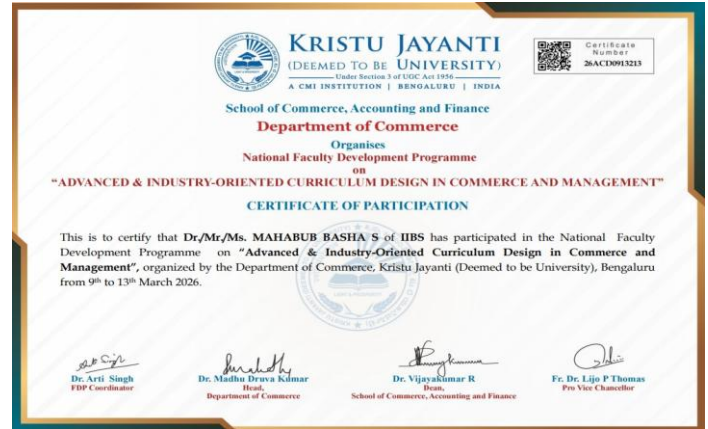 KRISTU JAYANTI
(DEEMED TO BE UNIVERSITY)
Under Section 3 of UGC Act 1956
A CMI INSTITUTION | BENGALURU | INDIA
Certificate
Number
26ACD0913213
School of Commerce, Accounting and Finance
Department of Commerce
Organises
National Faculty Development Programme
on
“ADVANCED & INDUSTRY-ORIENTED CURRICULUM DESIGN IN COMMERCE AND MANAGEMENT”
CERTIFICATE OF PARTICIPATION
This is to certify that Dr./Mr./Ms. MAHABUB BASHA S of IIBS has participated in the National Faculty
Development Programme on “Advanced & Industry-Oriented Curriculum Design in Commerce and
Management”, organized by the Department of Commerce, Kristu Jayanti (Deemed to be University), Bengaluru
from 9th to 13th March 2026.
Dr. Arti Singh
FDP Coordinator
Dr. Madhu Druva Kumar
Head,
Department of Commerce
Dr. Vijayakumar R
Dean,
School of Commerce, Accounting and Finance
Fr. Dr. Lijo P Thomas
Pro Vice Chancellor